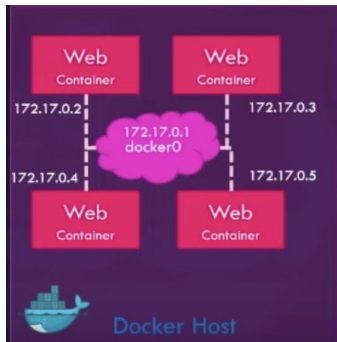 Web
Container
Web
Container
172.17.0.2
172.17.0.3
172.17.0.1
docker0
172.17.0.4
172.17.0.5
Web
Container
Web
Container
Docker Host